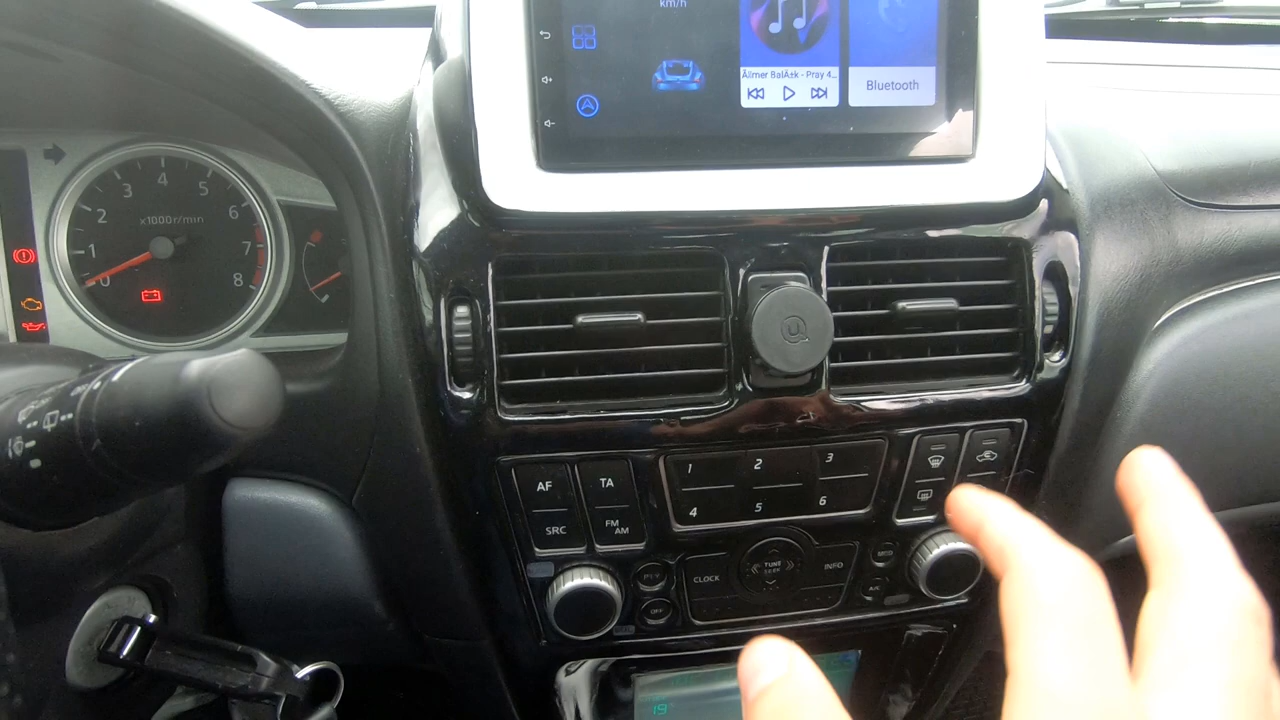 km/h
Ãlmer BalÄ±k - Pray 4...
Bluetooth
x1000r/min
0
1
2
3
4
5
6
7
8
1 2 3
4 5 6
AF
TA
SRC
FM
AM
CLOCK
TUNE
INFO
OFF
A/C
19°